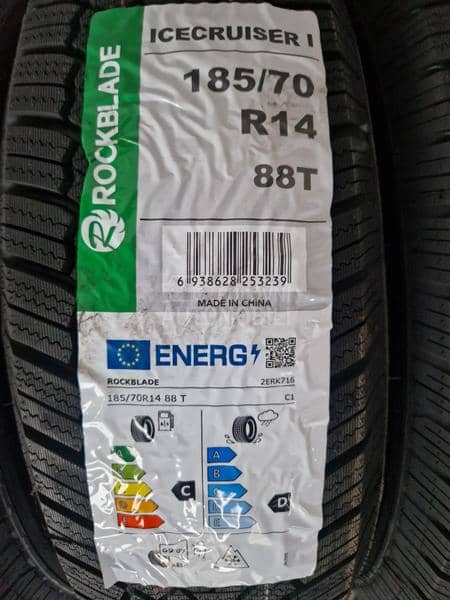 ROCKBLADE
ICECRUISER I
185/70
R14
88T
6 938628 253239
MADE IN CHINA
ENERG
ROCKBLADE 2ERK716
185/70R14 88 T C1
A
A
B
C
D
E
C
D